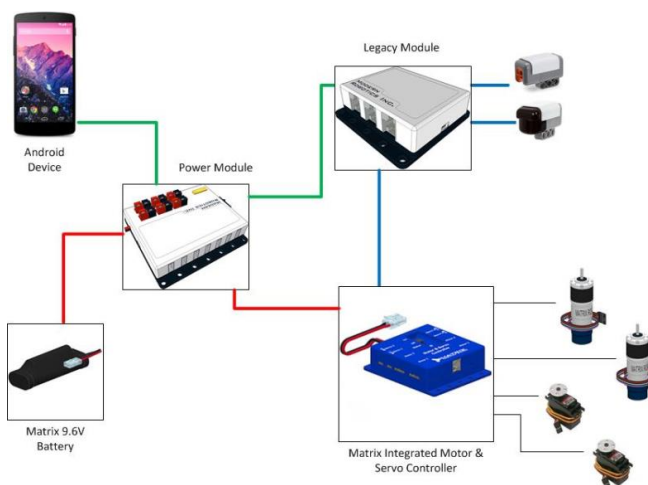 Legacy Module
Android
Device
Power Module
Matrix 9.6V
Battery
Matrix Integrated Motor &
Servo Controller